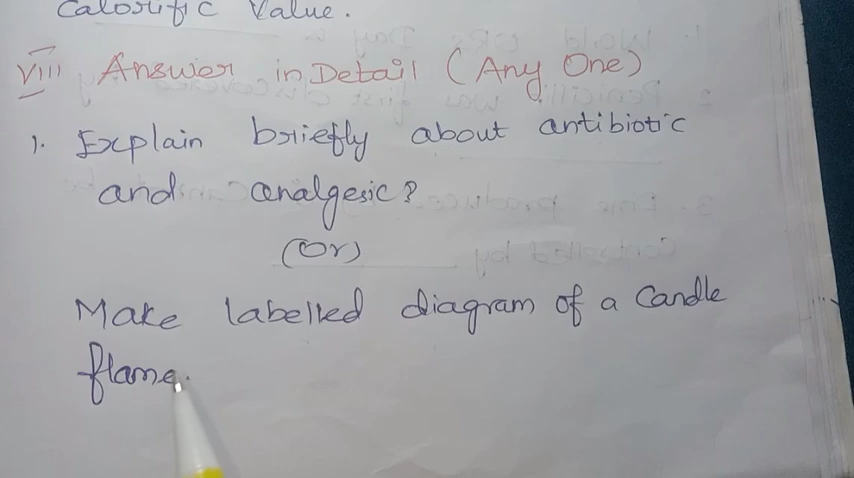 Calorific Value.
VIII Answer in Detail (Any One)
1. Explain briefly about antibiotic
and analgesic?
(Or)
Make labelled diagram of a Candle
flame.